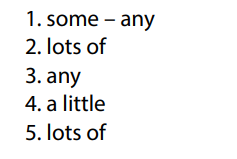 1. some – any
2. lots of
3. any
4. a little
5. lots of